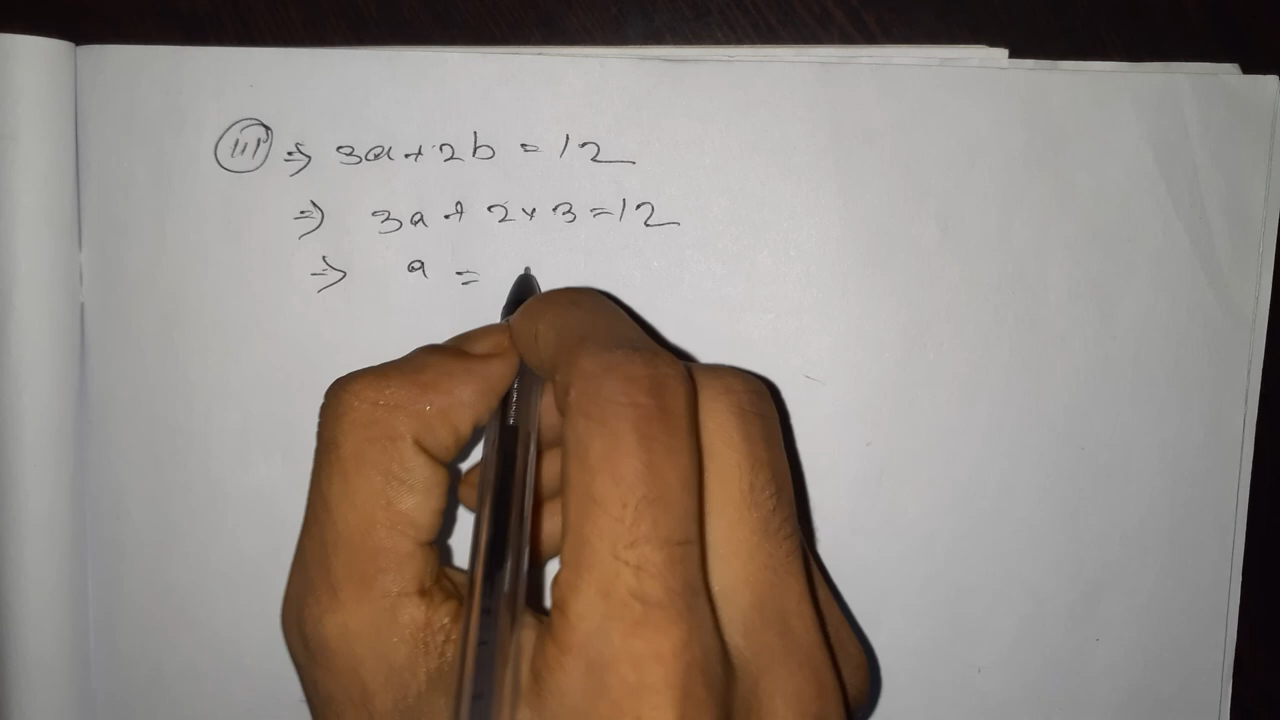 (III) ⇒ 3a+2b = 12
⇒ 3a + 2×3 = 12
⇒ a =